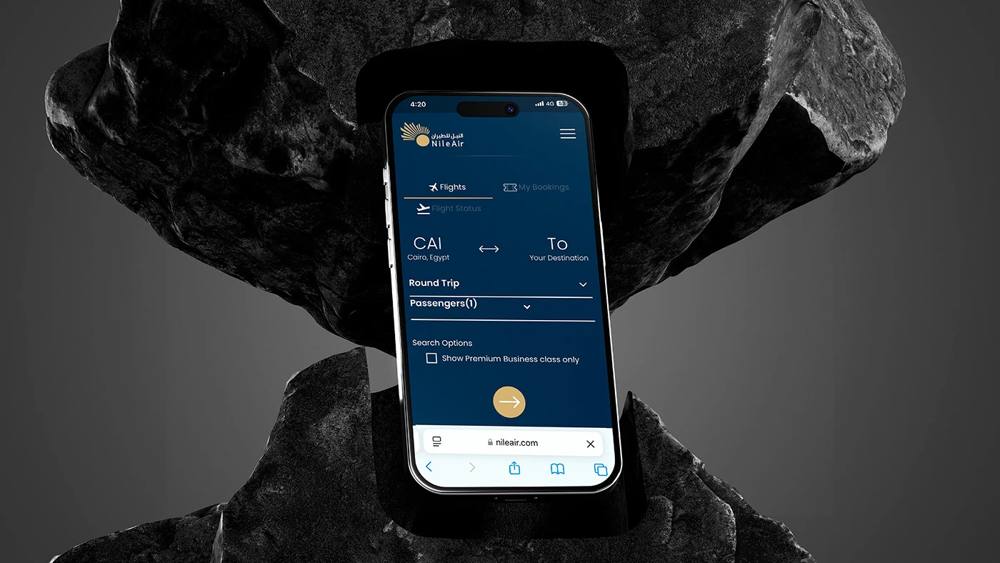 4:20
4G 53
النيل للطيران
NileAir
Flights
My Bookings
Flight Status
CAI
To
Cairo, Egypt
Your Destination
Round Trip
Passengers(1)
Search Options
Show Premium Business class only
nileair.com